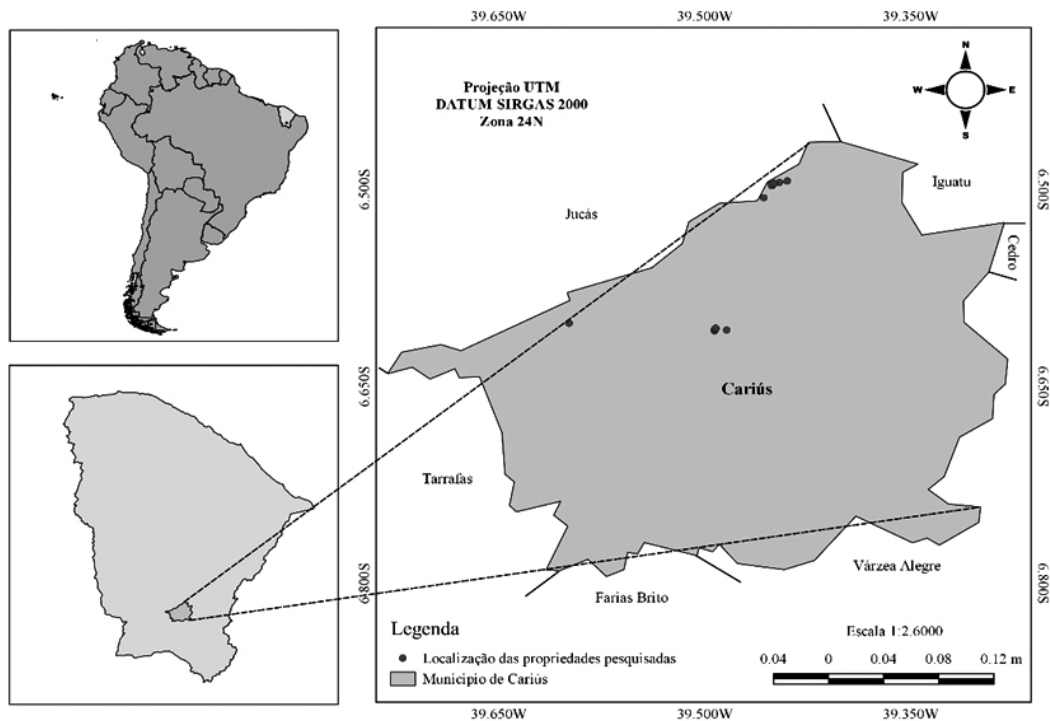 39.650W 39.500W 39.350W
Projeção UTM
DATUM SIRGAS 2000
Zona 24N
N
W E
S
6.500S 6.500S
Jucás
Iguatu
Cedro
6.650S 6.650S
Cariús
Tarrafas
Várzea Alegre
6.800S 6.800S
Farias Brito
Legenda
Escala 1:2.6000
Localização das propriedades pesquisadas
Município de Cariús
0.04 0 0.04 0.08 0.12 m
39.650W 39.500W 39.350W